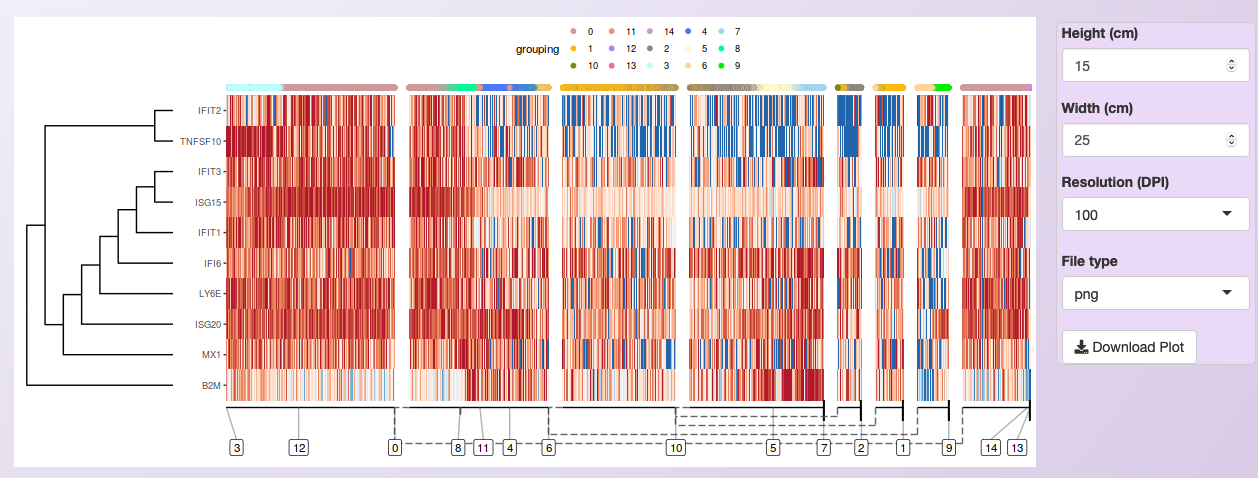 0 11 14 4 7
grouping 1 12 2 5 8
10 13 3 6 9
IFIT2
TNFSF10
IFIT3
ISG15
IFIT1
IFI6
LY6E
ISG20
MX1
B2M
3 12 0 8 11 4 6 10 5 7 2 1 9 14 13
Height (cm)
15
Width (cm)
25
Resolution (DPI)
100
File type
png
Download Plot